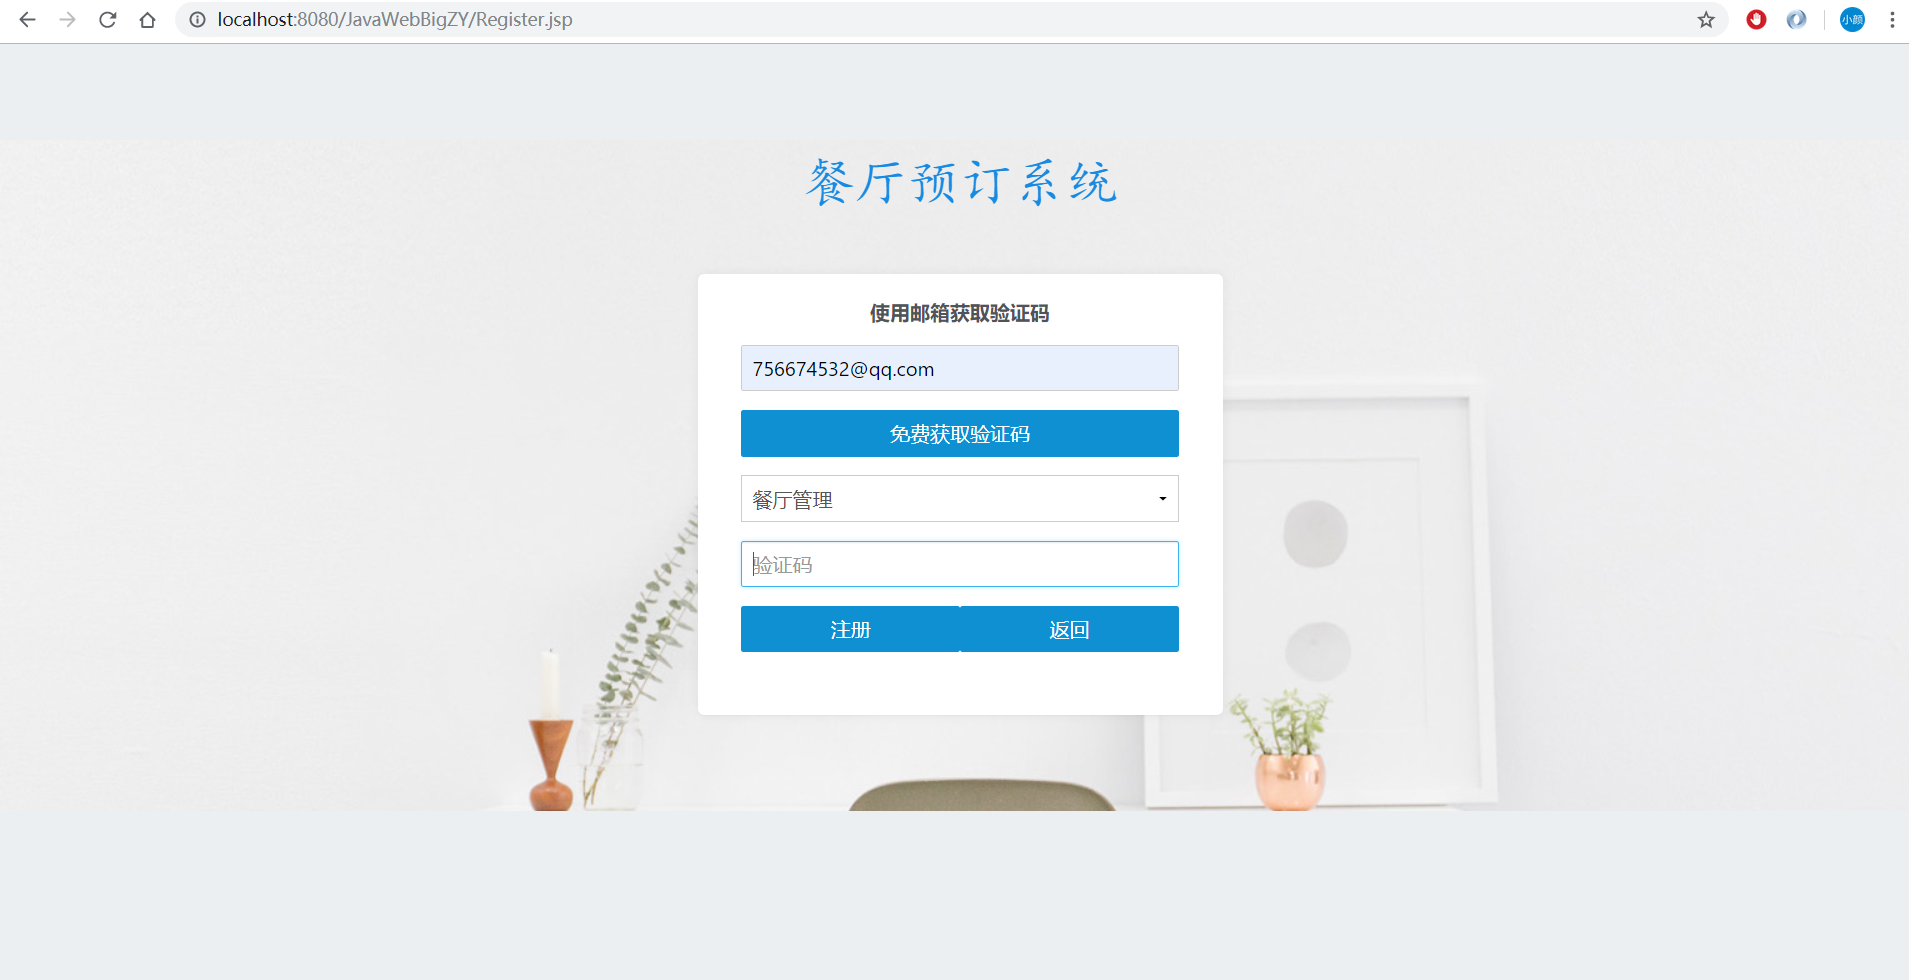 localhost:8080/JavaWebBigZY/Register.jsp
小颜
餐厅预订系统
使用邮箱获取验证码
756674532@qq.com
免费获取验证码
餐厅管理
验证码
注册 返回